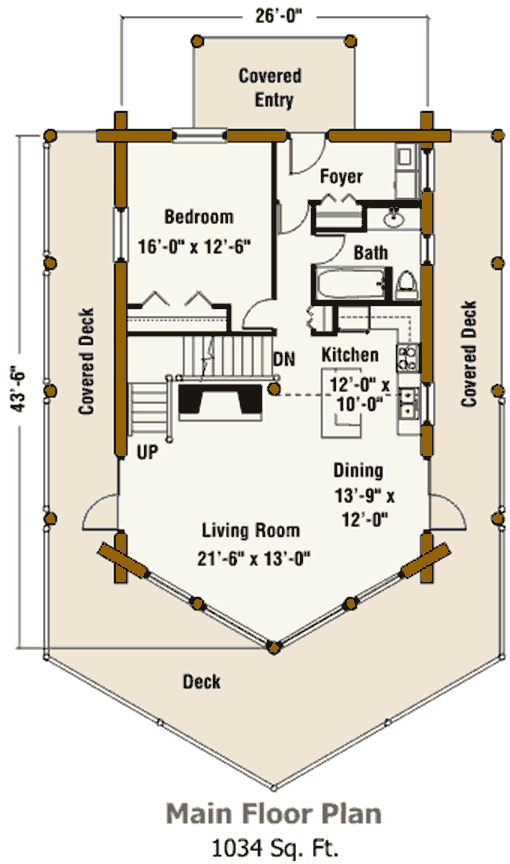 26'-0"
Covered
Entry
Foyer
Bedroom
16'-0" x 12'-6"
Bath
Covered Deck
Covered Deck
43'-6"
DN
Kitchen
12'-0" x
10'-0"
UP
Dining
13'-9" x
12'-0"
Living Room
21'-6" x 13'-0"
Deck
Main Floor Plan
1034 Sq. Ft.